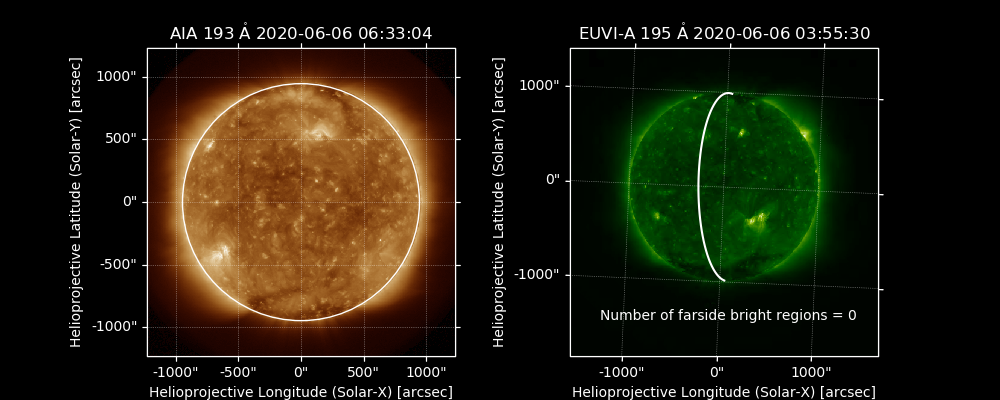 AIA 193 Å 2020-06-06 06:33:04
Helioprojective Latitude (Solar-Y) [arcsec]
1000"
500"
0"
-500"
-1000"
-1000" -500" 0" 500" 1000"
Helioprojective Longitude (Solar-X) [arcsec]
EUVI-A 195 Å 2020-06-06 03:55:30
Helioprojective Latitude (Solar-Y) [arcsec]
1000"
0"
-1000"
Number of farside bright regions = 0
-1000" 0" 1000"
Helioprojective Longitude (Solar-X) [arcsec]